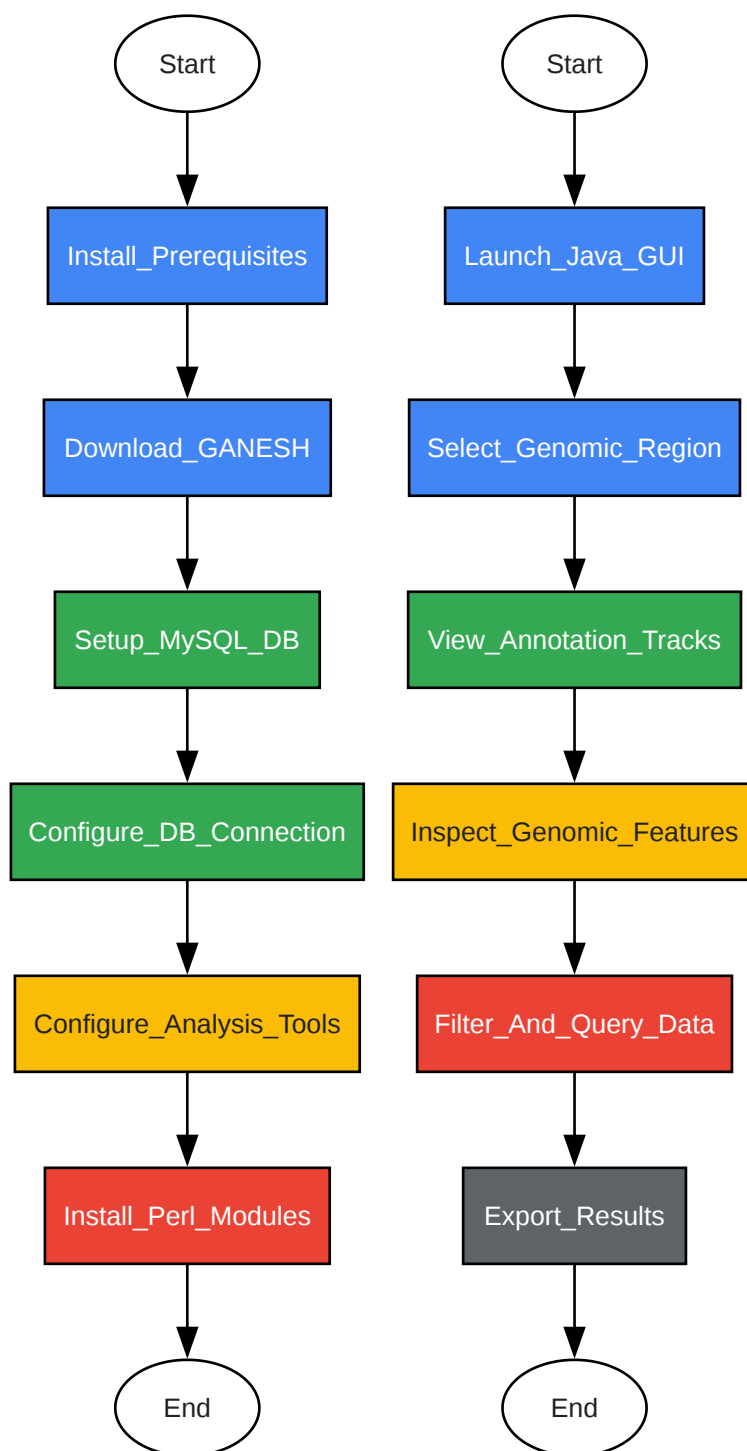 Start
Install_Prerequisites
Download_GANESH
Setup_MySQL_DB
Configure_DB_Connection
Configure_Analysis_Tools
Install_Perl_Modules
End
Start
Launch_Java_GUI
Select_Genomic_Region
View_Annotation_Tracks
Inspect_Genomic_Features
Filter_And_Query_Data
Export_Results
End